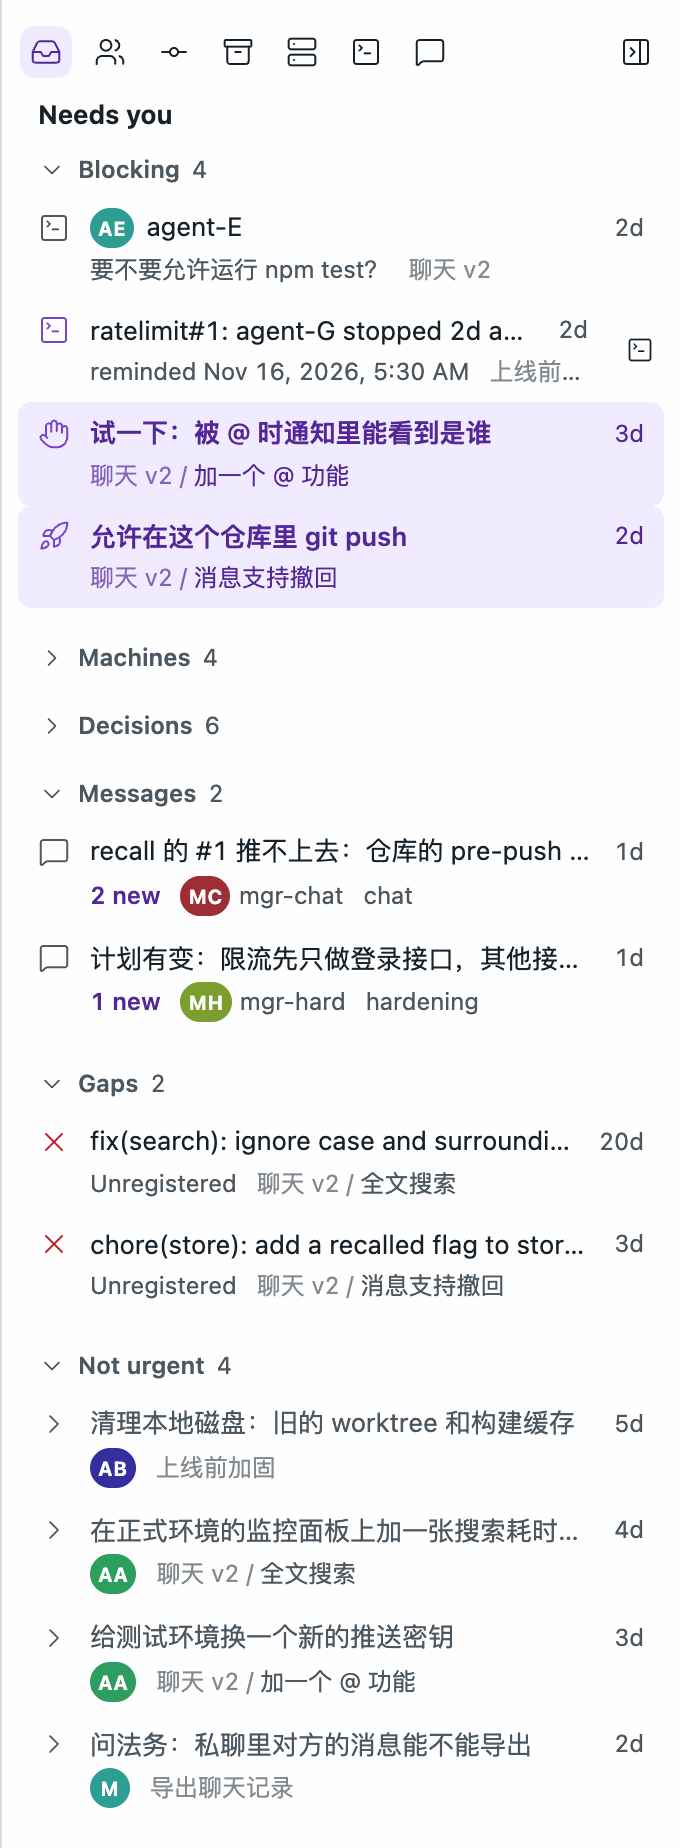 Needs you
Blocking 4
AE agent-E 2d
要不要允许运行 npm test? 聊天 v2
ratelimit#1: agent-G stopped 2d a... 2d
reminded Nov 16, 2026, 5:30 AM 上线前...
试一下：被 @ 时通知里能看到是谁 3d
聊天 v2 / 加一个 @ 功能
允许在这个仓库里 git push 2d
聊天 v2 / 消息支持撤回
Machines 4
Decisions 6
Messages 2
recall 的 #1 推不上去：仓库的 pre-push ... 1d
2 new MC mgr-chat chat
计划有变：限流先只做登录接口，其他接... 1d
1 new MH mgr-hard hardening
Gaps 2
fix(search): ignore case and surroundi... 20d
Unregistered 聊天 v2 / 全文搜索
chore(store): add a recalled flag to stor... 3d
Unregistered 聊天 v2 / 消息支持撤回
Not urgent 4
清理本地磁盘：旧的 worktree 和构建缓存 5d
AB 上线前加固
在正式环境的监控面板上加一张搜索耗时... 4d
AA 聊天 v2 / 全文搜索
给测试环境换一个新的推送密钥 3d
AA 聊天 v2 / 加一个 @ 功能
问法务：私聊里对方的消息能不能导出 2d
M 导出聊天记录